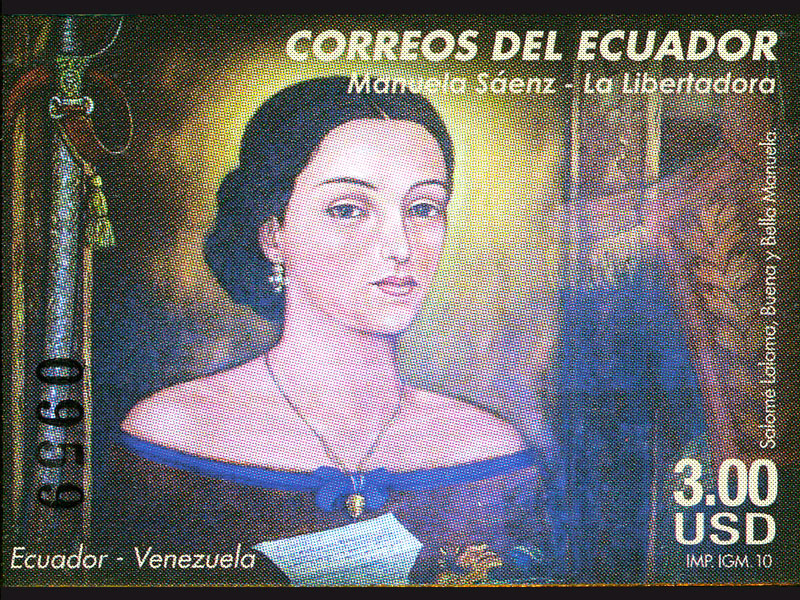 CORREOS DEL ECUADOR
Manuela Sáenz - La Libertadora
Salomé Lalama, Buena y Bella Manuela
0959
3.00
USD
Ecuador - Venezuela
IMP. IGM. 10